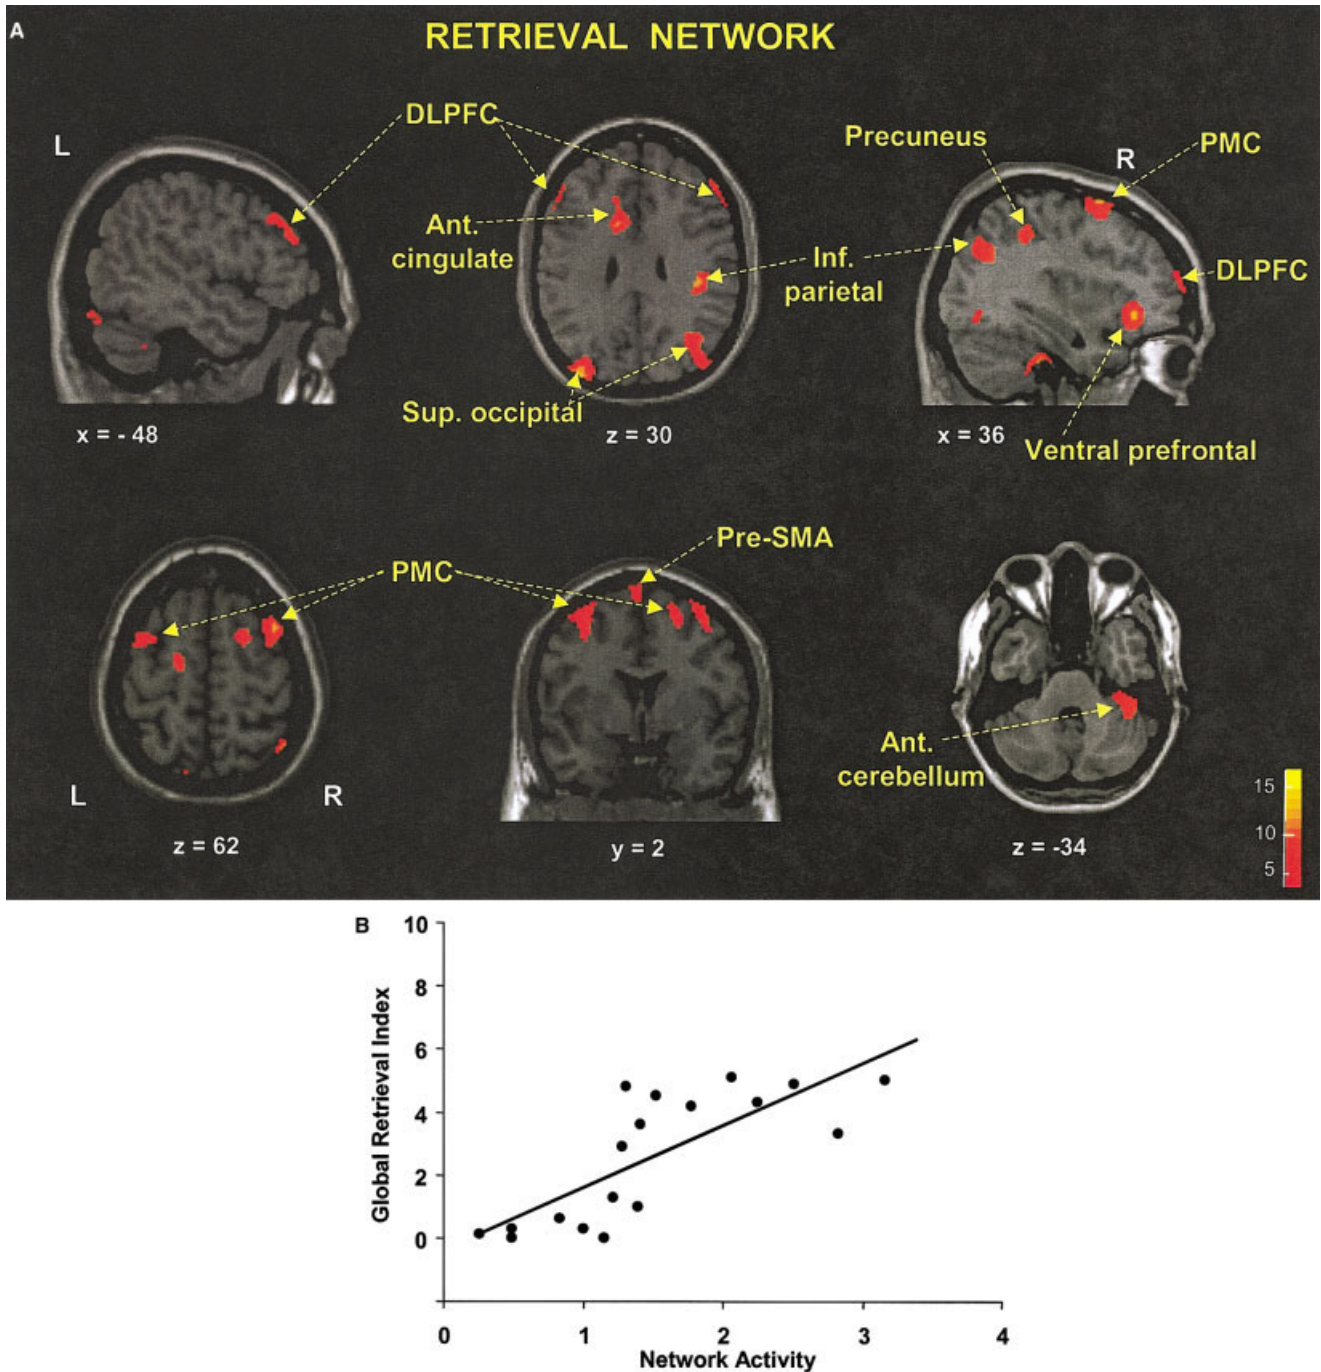 A
RETRIEVAL NETWORK
DLPFC
Precuneus
PMC
L
R
Ant.
cingulate
Inf.
parietal
DLPFC
Sup. occipital
Ventral prefrontal
x = - 48
z = 30
x = 36
Pre-SMA
PMC
Ant.
cerebellum
L
R
15
10
5
z = 62
y = 2
z = -34
B
10
8
6
4
2
0
Global Retrieval Index
0
1
2
3
4
Network Activity